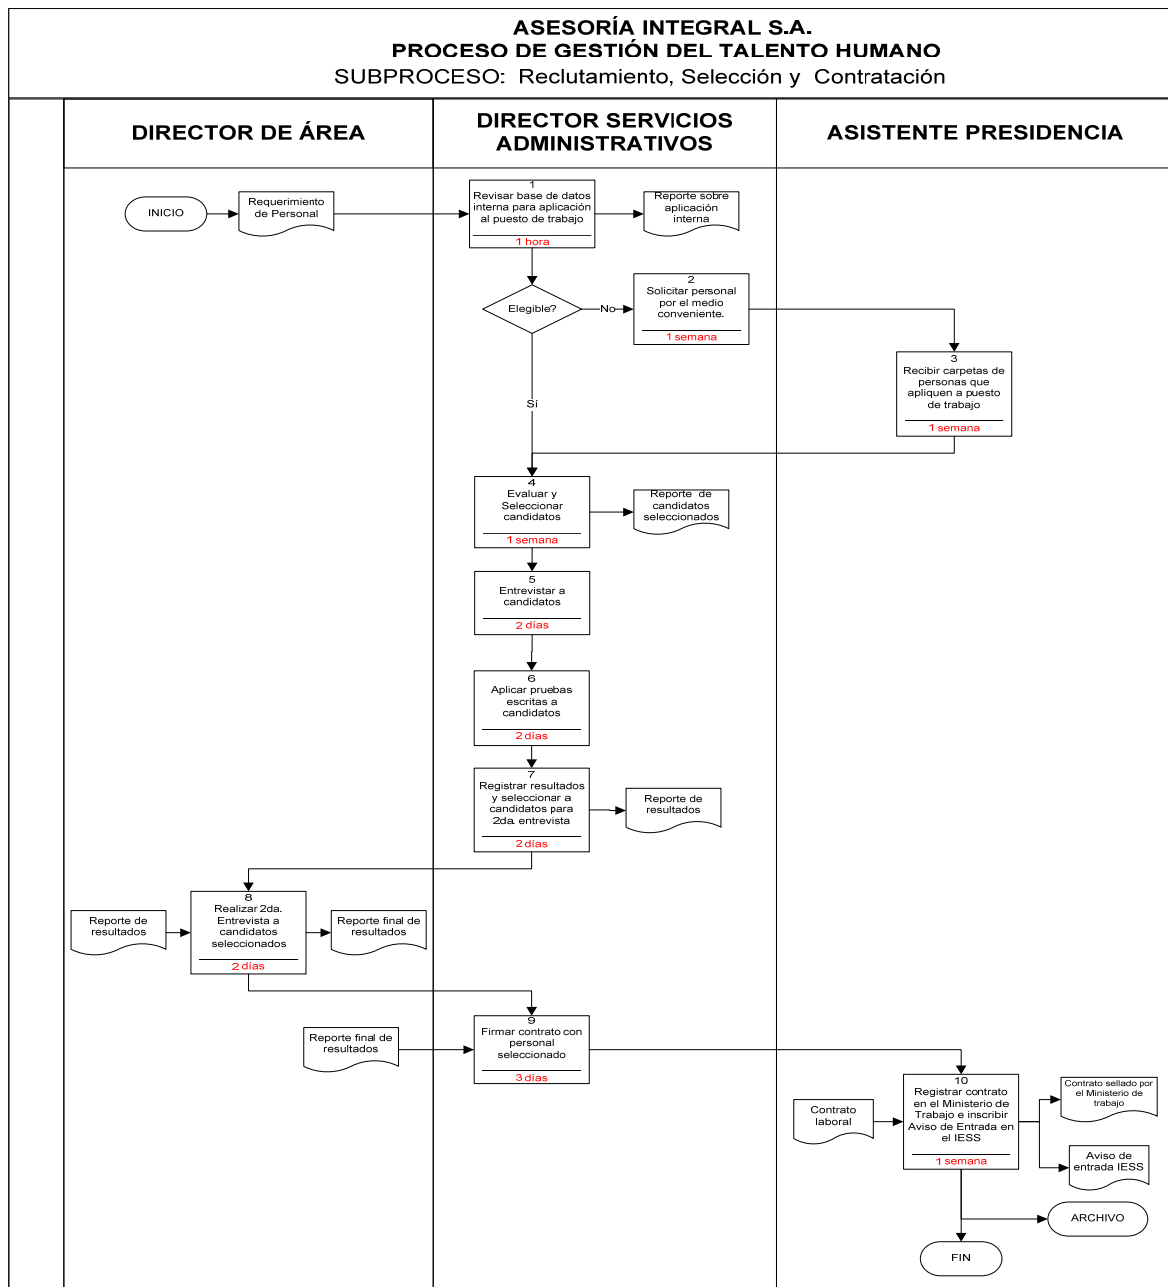 ASESORÍA INTEGRAL S.A.
PROCESO DE GESTIÓN DEL TALENTO HUMANO
SUBPROCESO: Reclutamiento, Selección y Contratación
DIRECTOR DE ÁREA
DIRECTOR SERVICIOS
ADMINISTRATIVOS
ASISTENTE PRESIDENCIA
INICIO
Requerimiento
de Personal
1
Revisar base de datos
interna para aplicación
al puesto de trabajo
1 hora
Reporte sobre
aplicación
interna
Elegible?
No
2
Solicitar personal
por el medio
conveniente.
1 semana
3
Recibir carpetas de
personas que
apliquen a puesto
de trabajo
1 semana
Sí
4
Evaluar y
Seleccionar
candidatos
1 semana
Reporte de
candidatos
seleccionados
5
Entrevistar a
candidatos
2 días
6
Aplicar pruebas
escritas a
candidatos
2 días
7
Registrar resultados
y seleccionar a
candidatos para
2da. entrevista
2 días
Reporte de
resultados
Reporte de
resultados
8
Realizar 2da.
Entrevista a
candidatos
seleccionados
2 días
Reporte final de
resultados
Reporte final de
resultados
9
Firmar contrato con
personal
seleccionado
3 días
Contrato
laboral
10
Registrar contrato
en el Ministerio de
Trabajo e inscribir
Aviso de Entrada en
el IESS
1 semana
Contrato sellado por
el Ministerio de
trabajo
Aviso de
entrada IESS
ARCHIVO
FIN